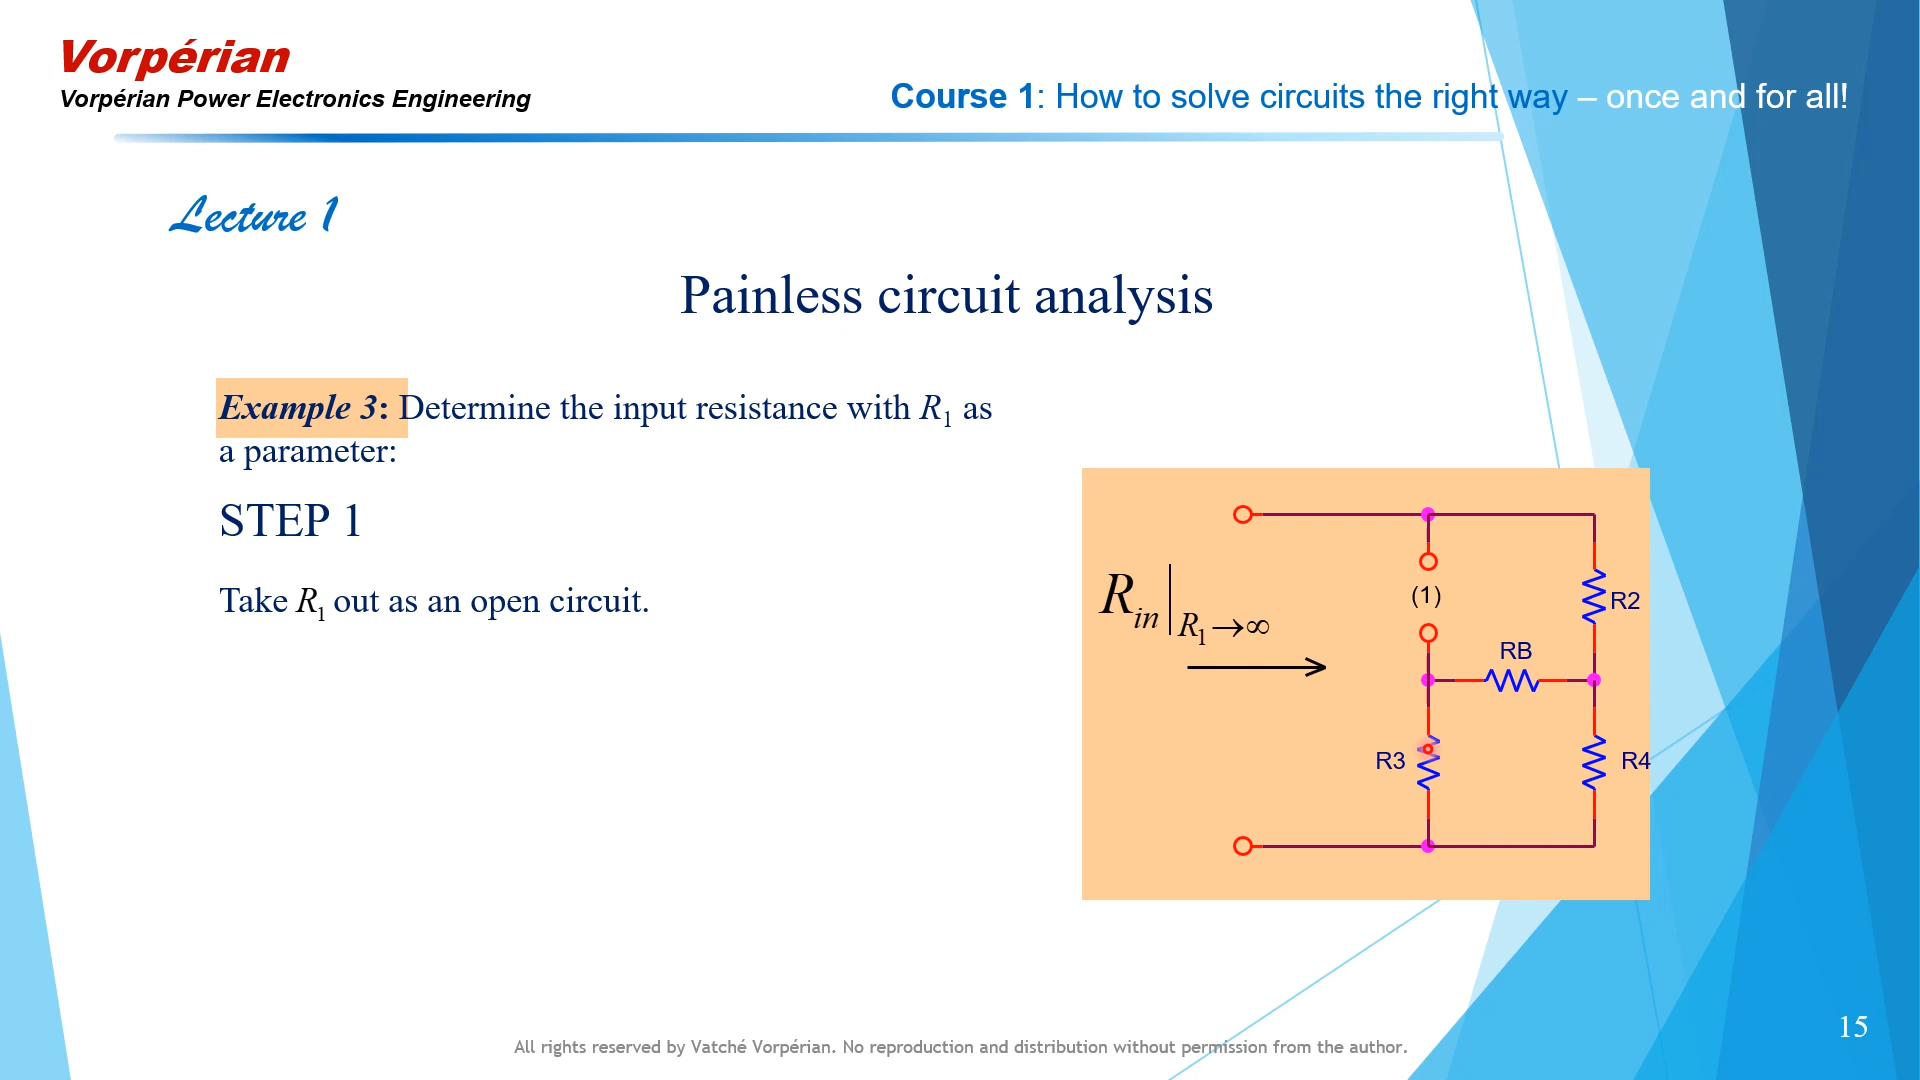 Vorpérian
Vorpérian Power Electronics Engineering
Course 1: How to solve circuits the right way – once and for all!
Lecture 1
Painless circuit analysis
Example 3: Determine the input resistance with R1 as
a parameter:
STEP 1
Take R1 out as an open circuit.
Rin|R1→∞
(1)
R2
RB
R3
R4
15
All rights reserved by Vatché Vorpérian. No reproduction and distribution without permission from the author.